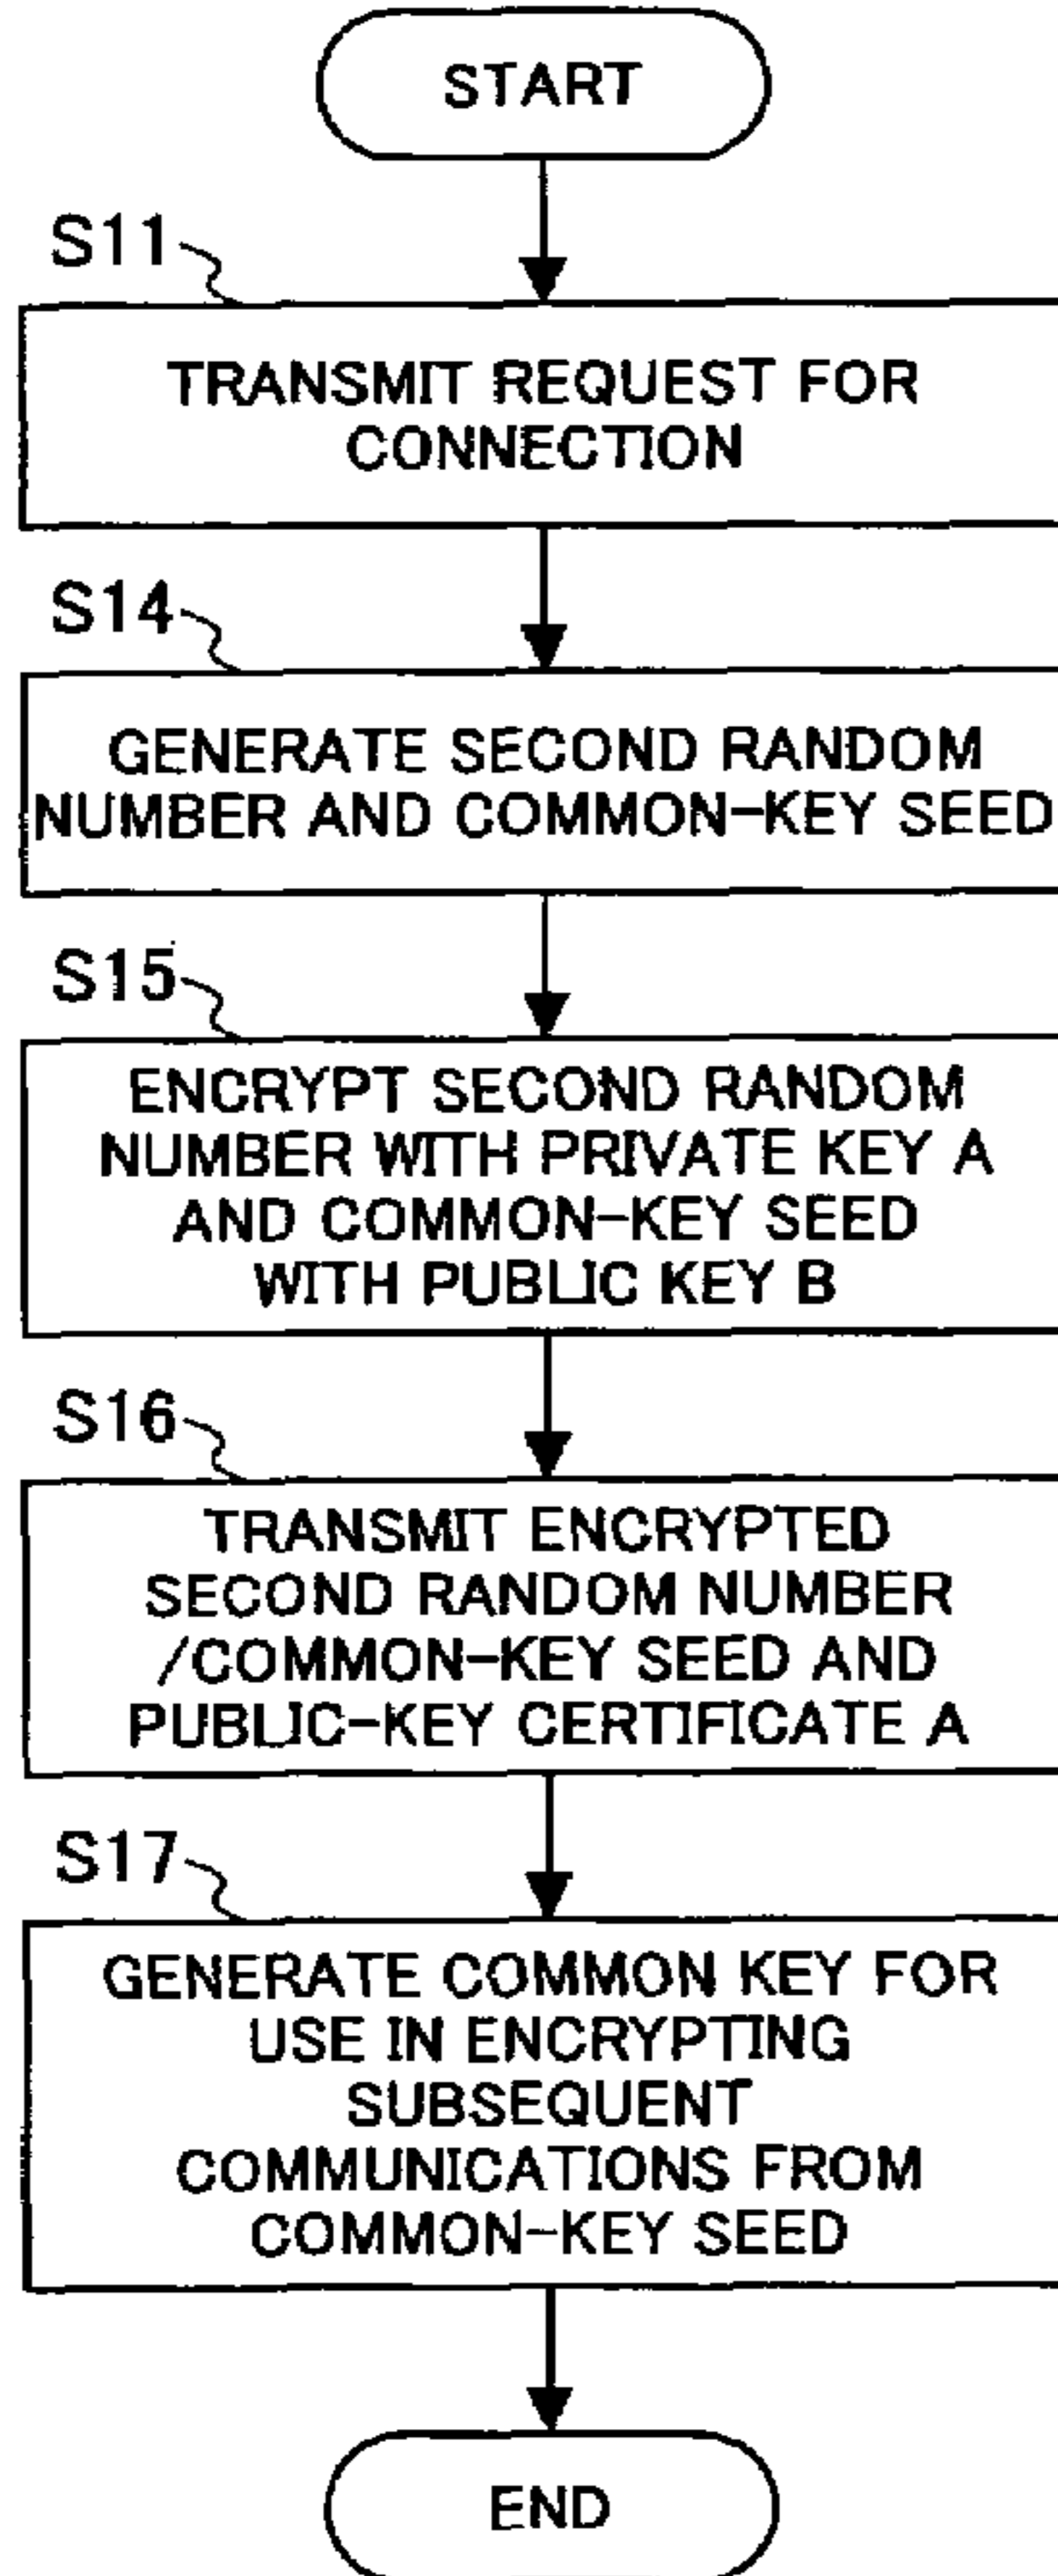 START
S11
TRANSMIT REQUEST FOR
CONNECTION
S14
GENERATE SECOND RANDOM
NUMBER AND COMMON-KEY SEED
S15
ENCRYPT SECOND RANDOM
NUMBER WITH PRIVATE KEY A
AND COMMON-KEY SEED
WITH PUBLIC KEY B
S16
TRANSMIT ENCRYPTED
SECOND RANDOM NUMBER
/COMMON-KEY SEED AND
PUBLIC-KEY CERTIFICATE A
S17
GENERATE COMMON KEY FOR
USE IN ENCRYPTING
SUBSEQUENT
COMMUNICATIONS FROM
COMMON-KEY SEED
END